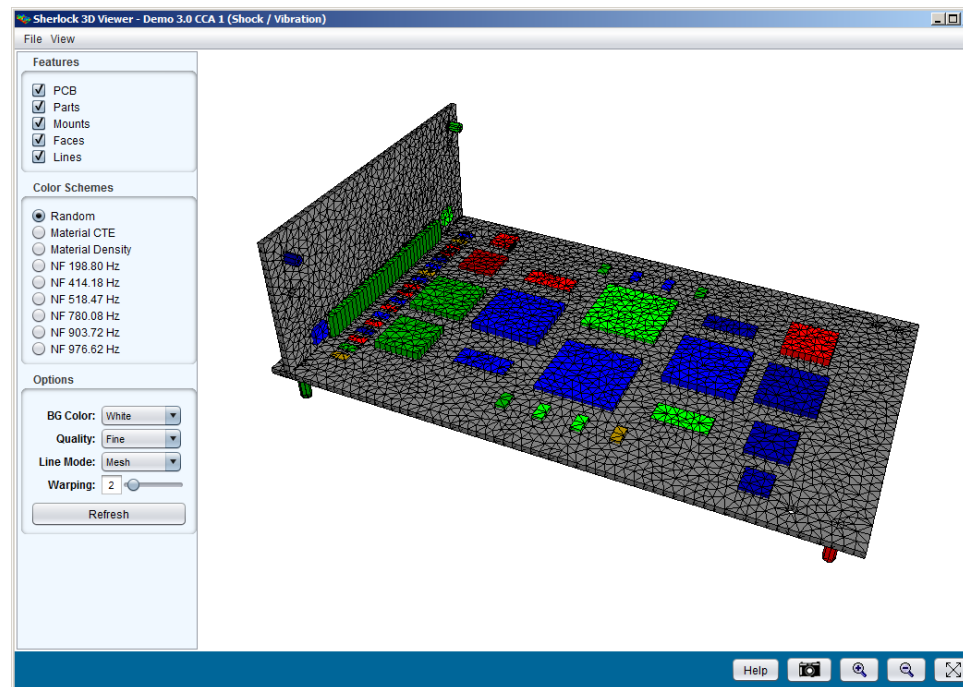 Sherlock 3D Viewer - Demo 3.0 CCA 1 (Shock / Vibration)
File View
Features
PCB
Parts
Mounts
Faces
Lines
Color Schemes
Random
Material CTE
Material Density
NF 198.80 Hz
NF 414.18 Hz
NF 518.47 Hz
NF 780.08 Hz
NF 903.72 Hz
NF 976.62 Hz
Options
BG Color: White
Quality: Fine
Line Mode: Mesh
Warping: 2
Refresh
Help